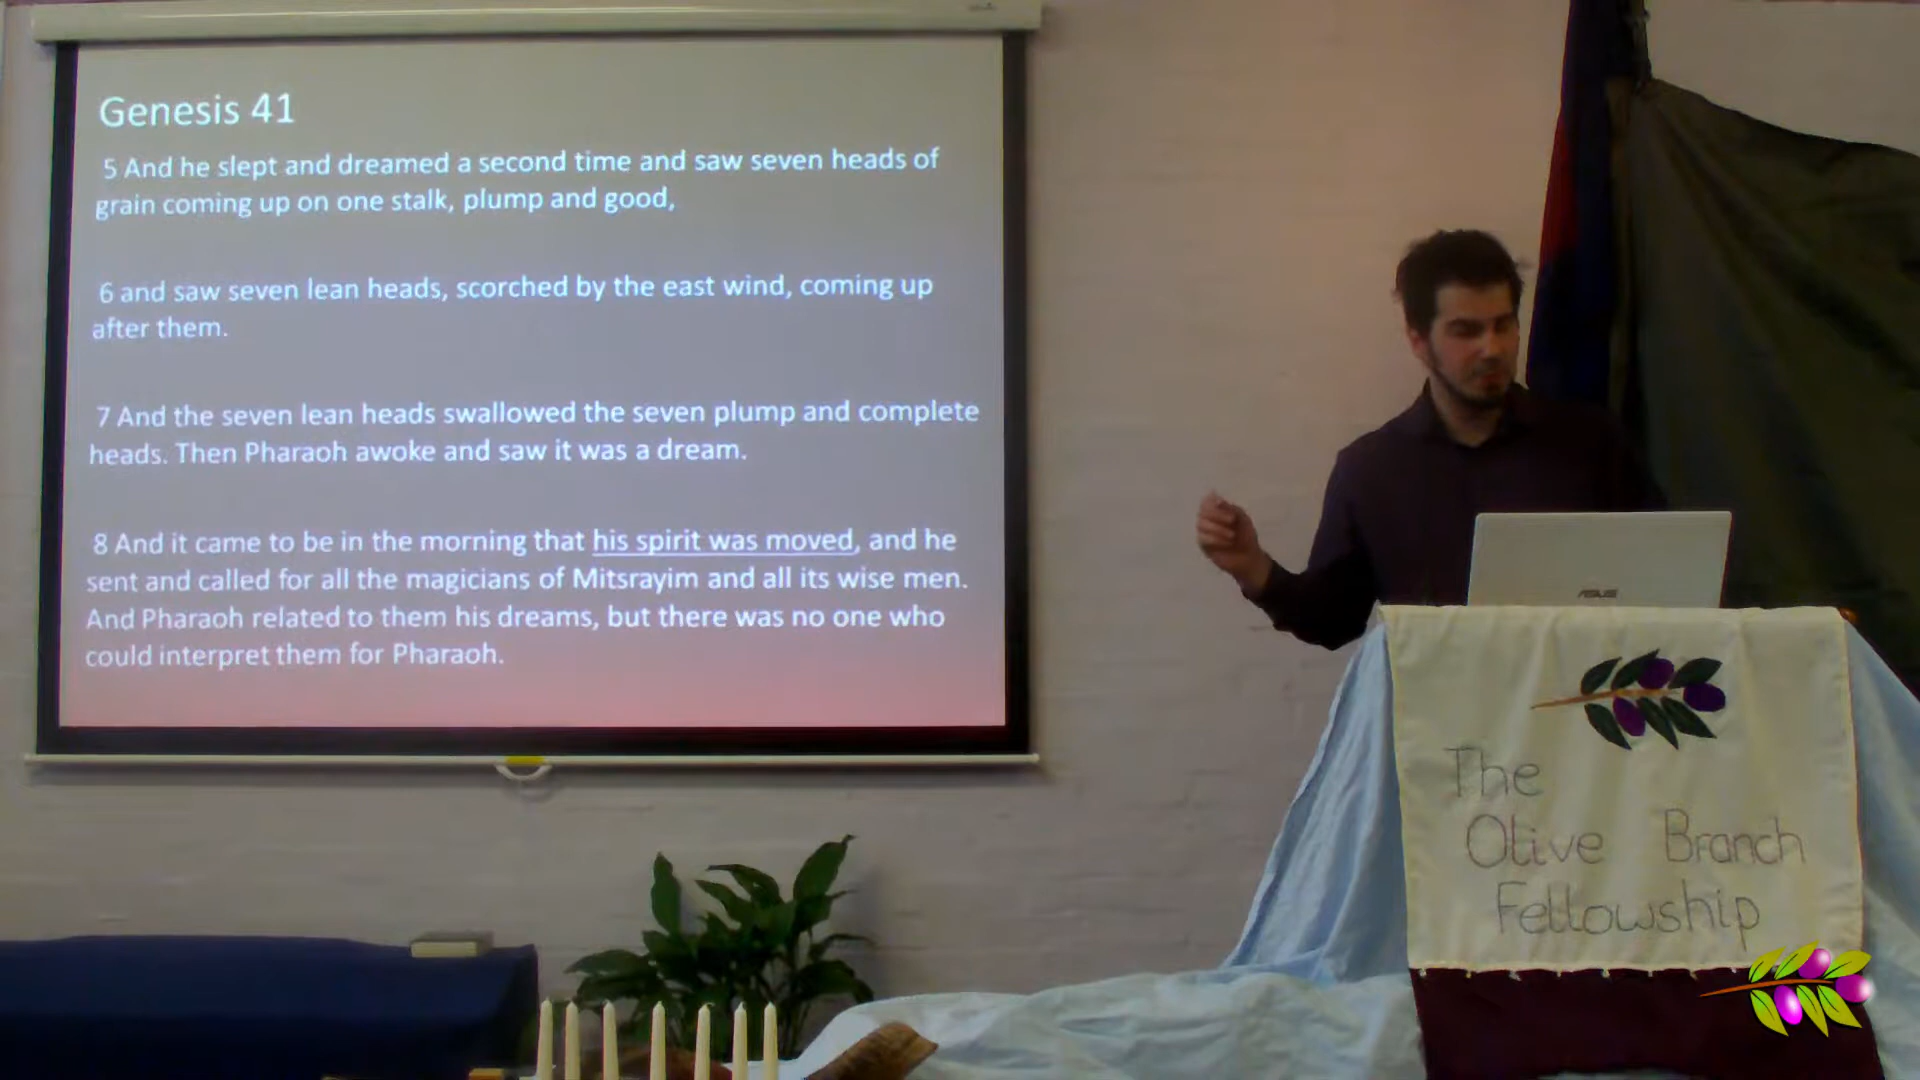 Genesis 41
5 And he slept and dreamed a second time and saw seven heads of
grain coming up on one stalk, plump and good,
6 and saw seven lean heads, scorched by the east wind, coming up
after them.
7 And the seven lean heads swallowed the seven plump and complete
heads. Then Pharaoh awoke and saw it was a dream.
8 And it came to be in the morning that his spirit was moved, and he
sent and called for all the magicians of Mitsrayim and all its wise men.
And Pharaoh related to them his dreams, but there was no one who
could interpret them for Pharaoh.
ASUS
The
Olive Branch
Fellowship